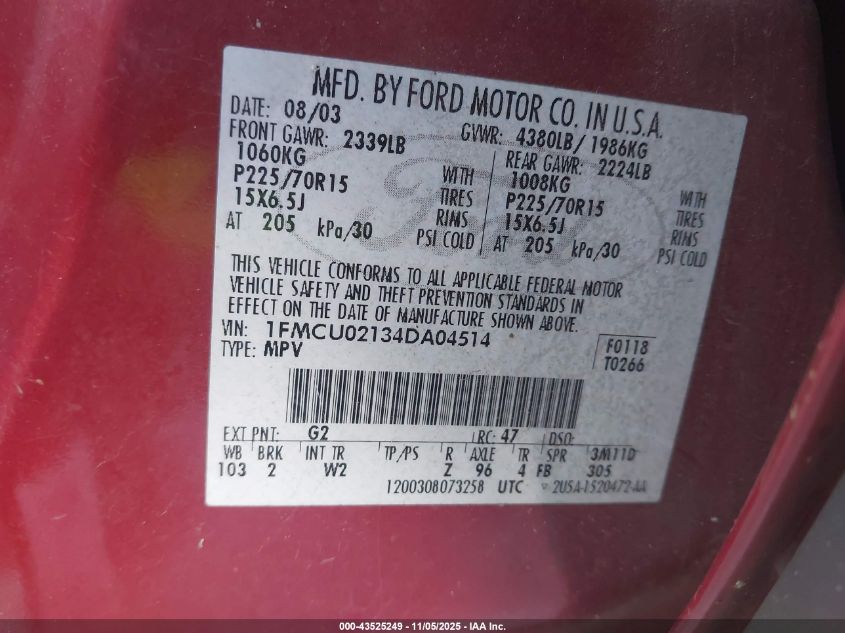 MFD. BY FORD MOTOR CO. IN U.S.A.
DATE: 08/03 GVWR: 4380LB/ 1986KG
FRONT GAWR: 2339LB REAR GAWR: 2224LB
1060KG WITH 1008KG WITH
P225/70R15 TIRES P225/70R15 TIRES
15X6.5J RIMS 15X6.5J RIMS
AT 205 kPa/30 PSI COLD AT 205 kPa/30 PSI COLD
THIS VEHICLE CONFORMS TO ALL APPLICABLE FEDERAL MOTOR
VEHICLE SAFETY AND THEFT PREVENTION STANDARDS IN
EFFECT ON THE DATE OF MANUFACTURE SHOWN ABOVE.
VIN: 1FMCU02134DA04514 F0118
TYPE: MPV T0266
EXT PNT: G2 RC: 47 DSO:
WB BRK INT TR TP/PS R AXLE TR SPR 3M11D
103 2 W2 Z 96 4 FB 305
1200308073258 UTC 2U5A-1520472-AA
000-43525249 - 11/05/2025 - IAA Inc.